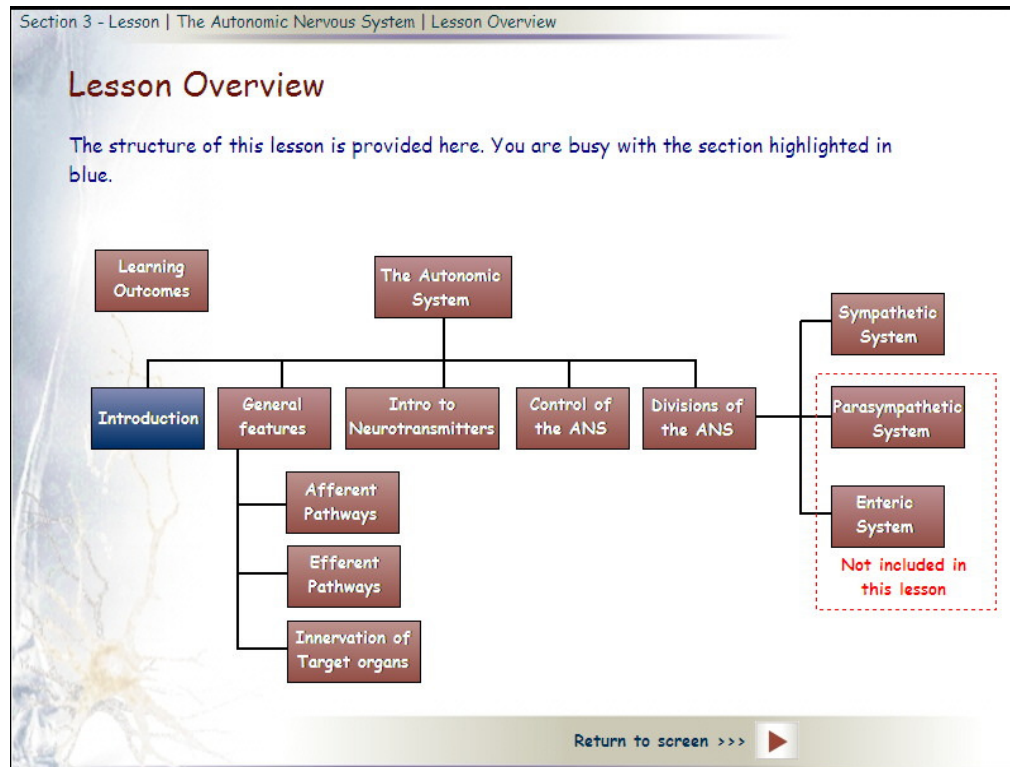 Section 3 - Lesson | The Autonomic Nervous System | Lesson Overview
Lesson Overview
The structure of this lesson is provided here. You are busy with the section highlighted in
blue.
Learning
Outcomes
The Autonomic
System
Sympathetic
System
Introduction
General
features
Intro to
Neurotransmitters
Control of
the ANS
Divisions of
the ANS
Parasympathetic
System
Afferent
Pathways
Enteric
System
Efferent
Pathways
Not included in
this lesson
Innervation of
Target organs
Return to screen >>>